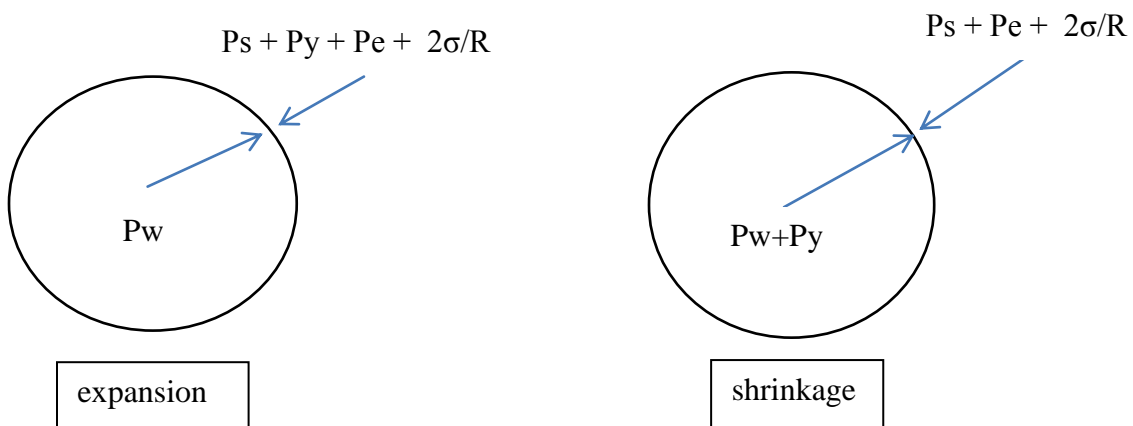 Ps + Py + Pe + 2σ/R
Pw
expansion
Ps + Pe + 2σ/R
Pw+Py
shrinkage